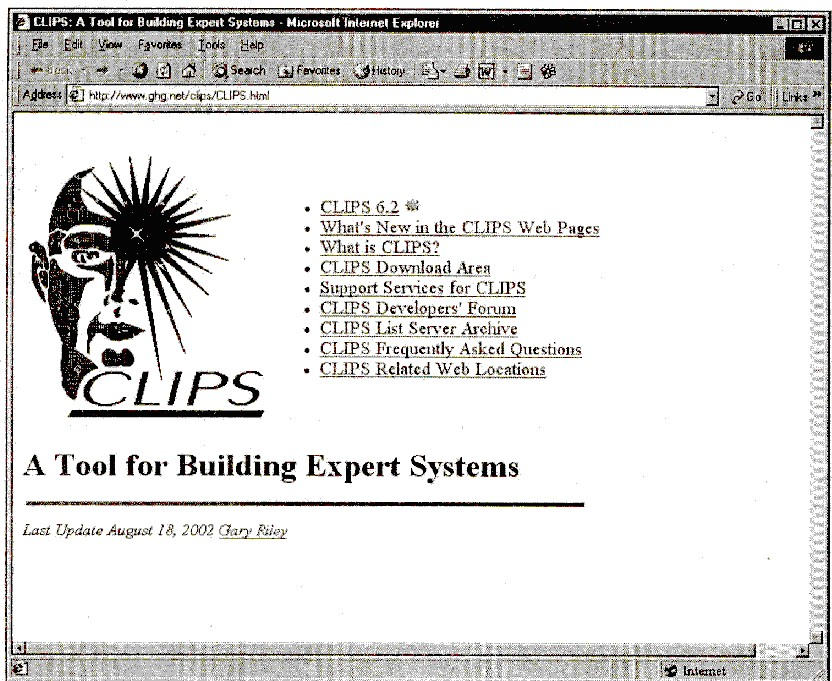 CLIPS: A Tool for Building Expert Systems - Microsoft Internet Explorer
File Edit View Favorites Tools Help
Search Favorites History
Address http://www.ghg.net/clips/CLIPS.html Go Links »
CLIPS 6.2
What's New in the CLIPS Web Pages
What is CLIPS?
CLIPS Download Area
Support Services for CLIPS
CLIPS Developers' Forum
CLIPS List Server Archive
CLIPS Frequently Asked Questions
CLIPS Related Web Locations
CLIPS
A Tool for Building Expert Systems
Last Update August 18, 2002 Gary Riley
Internet